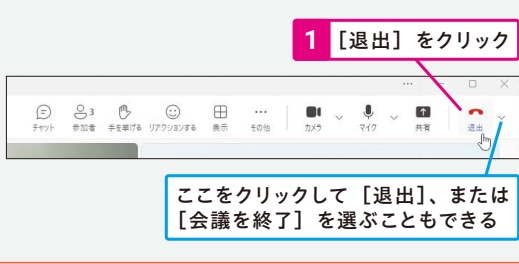 1 [退出] をクリック
3
チャット 参加者 手を挙げる リアクションする 表示 その他 カメラ マイク 共有 退出
ここをクリックして [退出]、または
[会議を終了] を選ぶこともできる